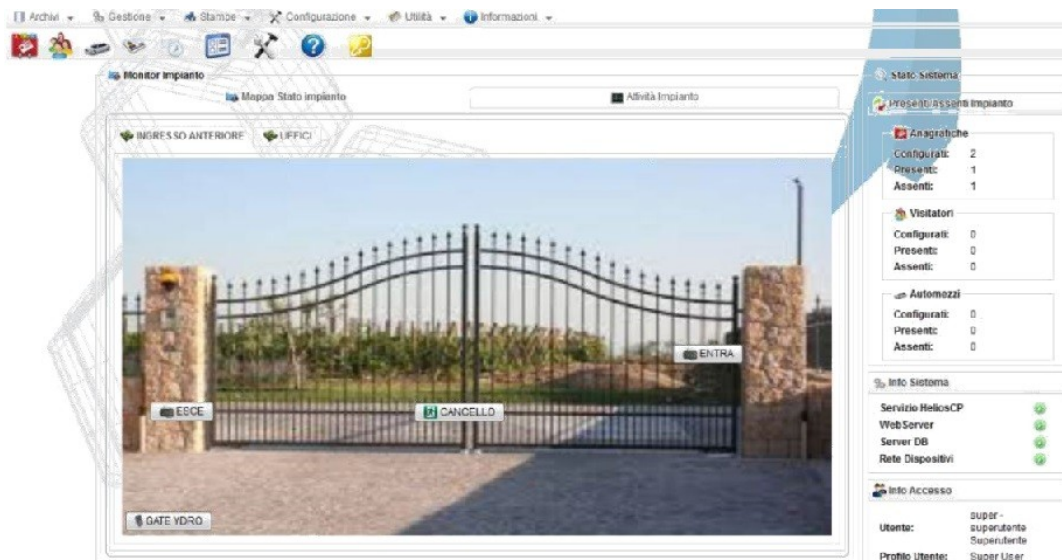 Archivi
Gestione
Stampe
Configurazione
Utilità
Informazioni
Monitor Impianto
Mappa Stato impianto
Attività Impianto
INGRESSO ANTERIORE
UFFICI
ENTRA
ESCE
CANCELLO
GATE YDRO
Stato Sistema
Presenti/Assenti Impianto
Anagrafiche
Configurati: 2
Presenti: 1
Assenti: 1
Visitatori
Configurati: 0
Presenti: 0
Assenti: 0
Automezzi
Configurati: 0
Presenti: 0
Assenti: 0
Info Sistema
Servizio HeliosCP
WebServer
Server DB
Rete Dispositivi
Info Accesso
Utente: super - superutente Superutente
Profilo Utente: Super User